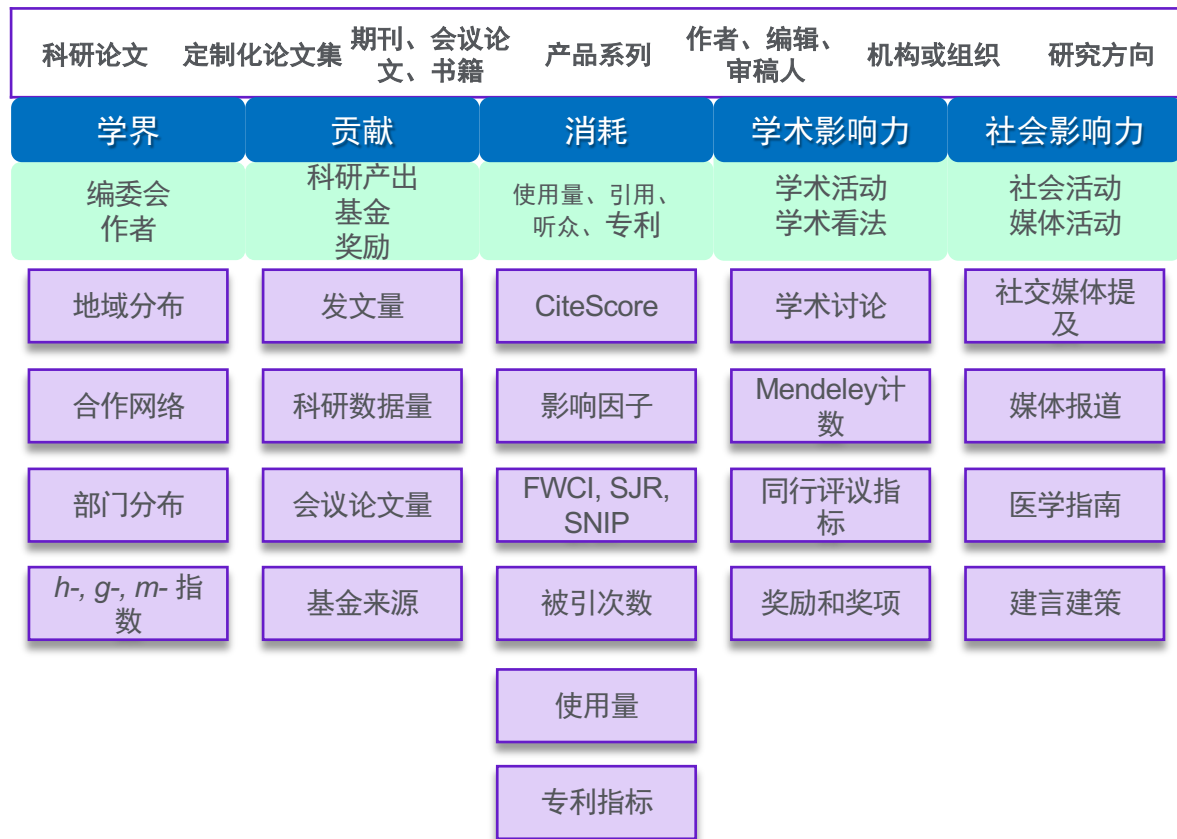 科研论文
定制化论文集
期刊、会议论
文、书籍
产品系列
作者、编辑、
审稿人
机构或组织
研究方向
学界
贡献
消耗
学术影响力
社会影响力
编委会
作者
科研产出
基金
奖励
使用量、引用、
听众、专利
学术活动
学术看法
社会活动
媒体活动
地域分布
发文量
CiteScore
学术讨论
社交媒体提
及
合作网络
科研数据量
影响因子
Mendeley计
数
媒体报道
部门分布
会议论文量
FWCI, SJR,
SNIP
同行评议指
标
医学指南
h-, g-, m- 指
数
基金来源
被引次数
奖励和奖项
建言建策
使用量
专利指标